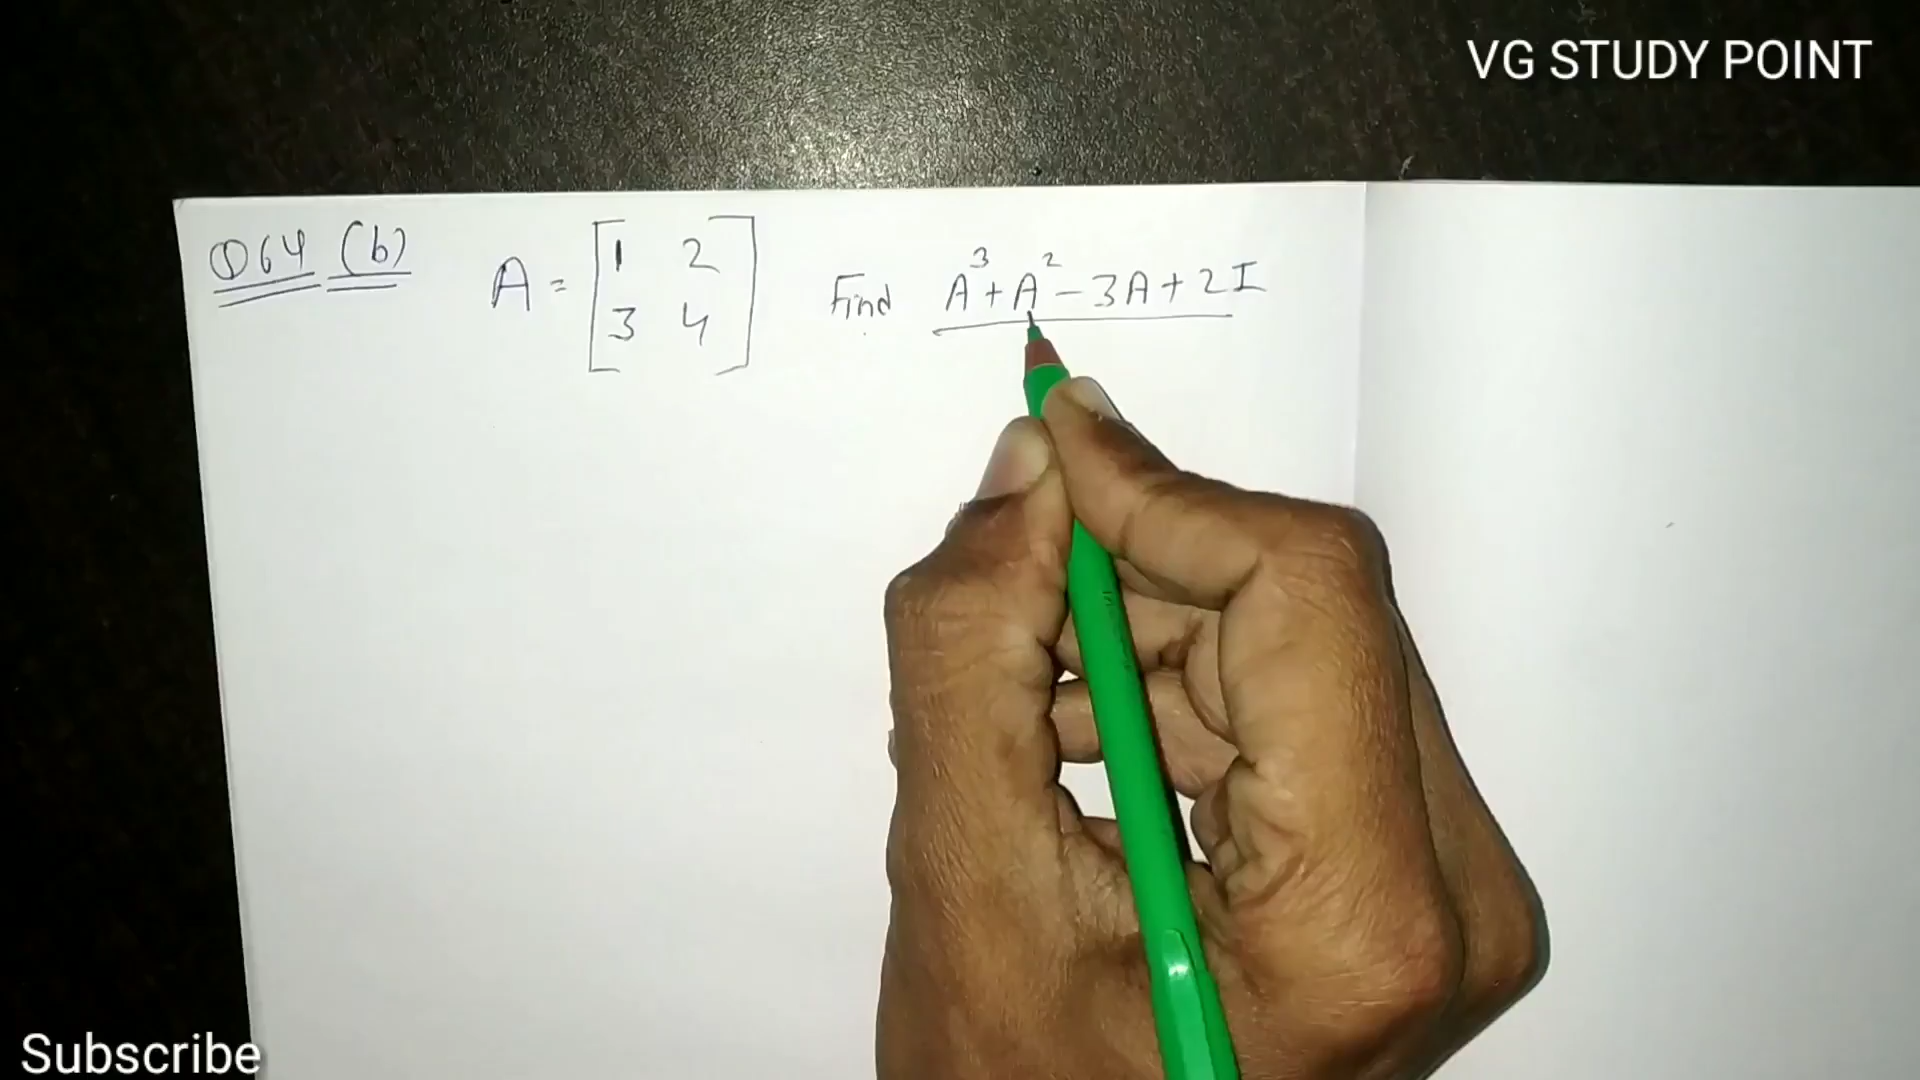 VG STUDY POINT
Q64 (b) A = [1 2 Find A³+A²-3A+2I
3 4]
Subscribe